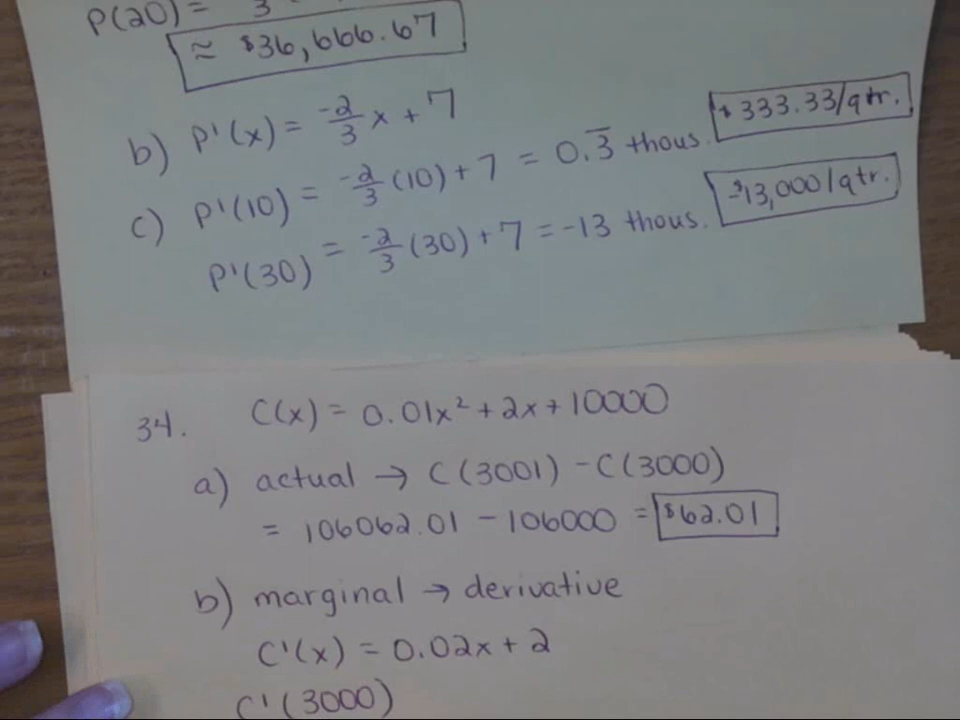 P(20) = 3
≈ $36,666.67
b) P'(x) = -2/3 x + 7
c) P'(10) = -2/3 (10) + 7 = 0.3̅ thous. $333.33/qtr.
P'(30) = -2/3 (30) + 7 = -13 thous. -$13,000/qtr.
34. C(x) = 0.01x² + 2x + 10000
a) actual → C(3001) - C(3000)
= 106062.01 - 106000 = $62.01
b) marginal → derivative
C'(x) = 0.02x + 2
C'(3000)